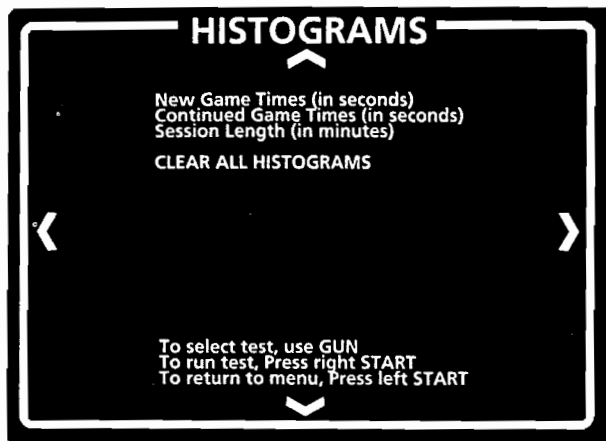 HISTOGRAMS
New Game Times (in seconds)
Continued Game Times (in seconds)
Session Length (in minutes)
CLEAR ALL HISTOGRAMS
To select test, use GUN
To run test, Press right START
To return to menu, Press left START